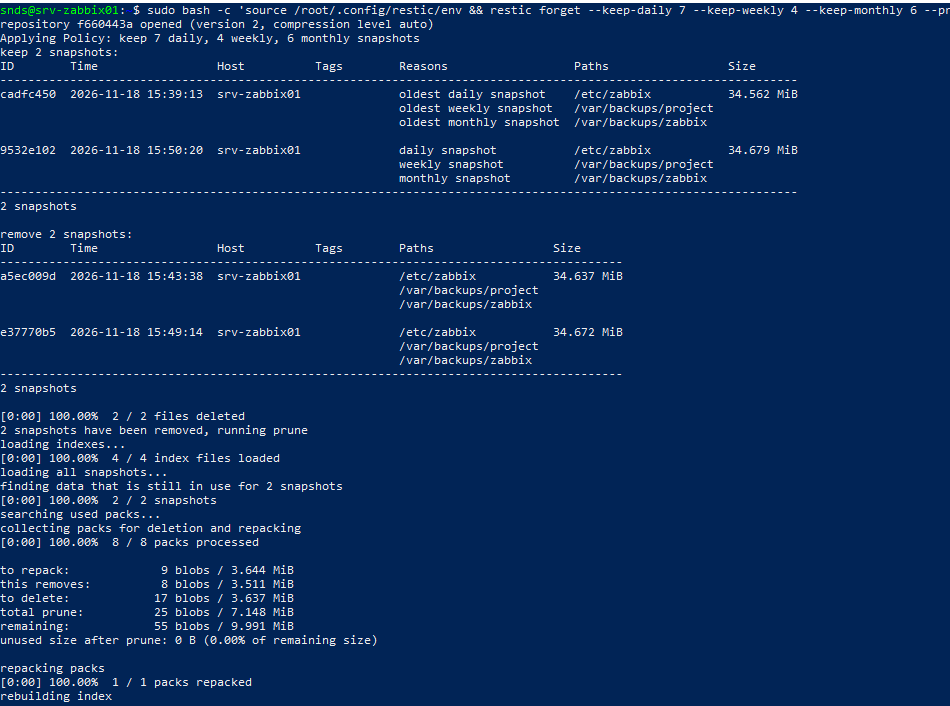 snds@srv-zabbix01: $ sudo bash -c 'source /root/.config/restic/env && restic forget --keep-daily 7 --keep-weekly 4 --keep-monthly 6 --pr
repository f660443a opened (version 2, compression level auto)
Applying Policy: keep 7 daily, 4 weekly, 6 monthly snapshots
keep 2 snapshots:
ID        Time                 Host          Tags        Reasons                  Paths                 Size
-----------------------------------------------------------------------------------------------------------------
cadfc450  2026-11-18 15:39:13  srv-zabbix01              oldest daily snapshot    /etc/zabbix           34.562 MiB
                                                         oldest weekly snapshot   /var/backups/project
                                                         oldest monthly snapshot  /var/backups/zabbix

9532e102  2026-11-18 15:50:20  srv-zabbix01              daily snapshot           /etc/zabbix           34.679 MiB
                                                         weekly snapshot          /var/backups/project
                                                         monthly snapshot         /var/backups/zabbix
-----------------------------------------------------------------------------------------------------------------
2 snapshots

remove 2 snapshots:
ID        Time                 Host          Tags        Paths                 Size
----------------------------------------------------------------------------------------
a5ec009d  2026-11-18 15:43:38  srv-zabbix01              /etc/zabbix           34.637 MiB
                                                         /var/backups/project
                                                         /var/backups/zabbix

e37770b5  2026-11-18 15:49:14  srv-zabbix01              /etc/zabbix           34.672 MiB
                                                         /var/backups/project
                                                         /var/backups/zabbix
----------------------------------------------------------------------------------------
2 snapshots

[0:00] 100.00%  2 / 2 files deleted
2 snapshots have been removed, running prune
loading indexes...
[0:00] 100.00%  4 / 4 index files loaded
loading all snapshots...
finding data that is still in use for 2 snapshots
[0:00] 100.00%  2 / 2 snapshots
searching used packs...
collecting packs for deletion and repacking
[0:00] 100.00%  8 / 8 packs processed

to repack:             9 blobs / 3.644 MiB
this removes:          8 blobs / 3.511 MiB
to delete:            17 blobs / 3.637 MiB
total prune:          25 blobs / 7.148 MiB
remaining:            55 blobs / 9.991 MiB
unused size after prune: 0 B (0.00% of remaining size)

repacking packs
[0:00] 100.00%  1 / 1 packs repacked
rebuilding index